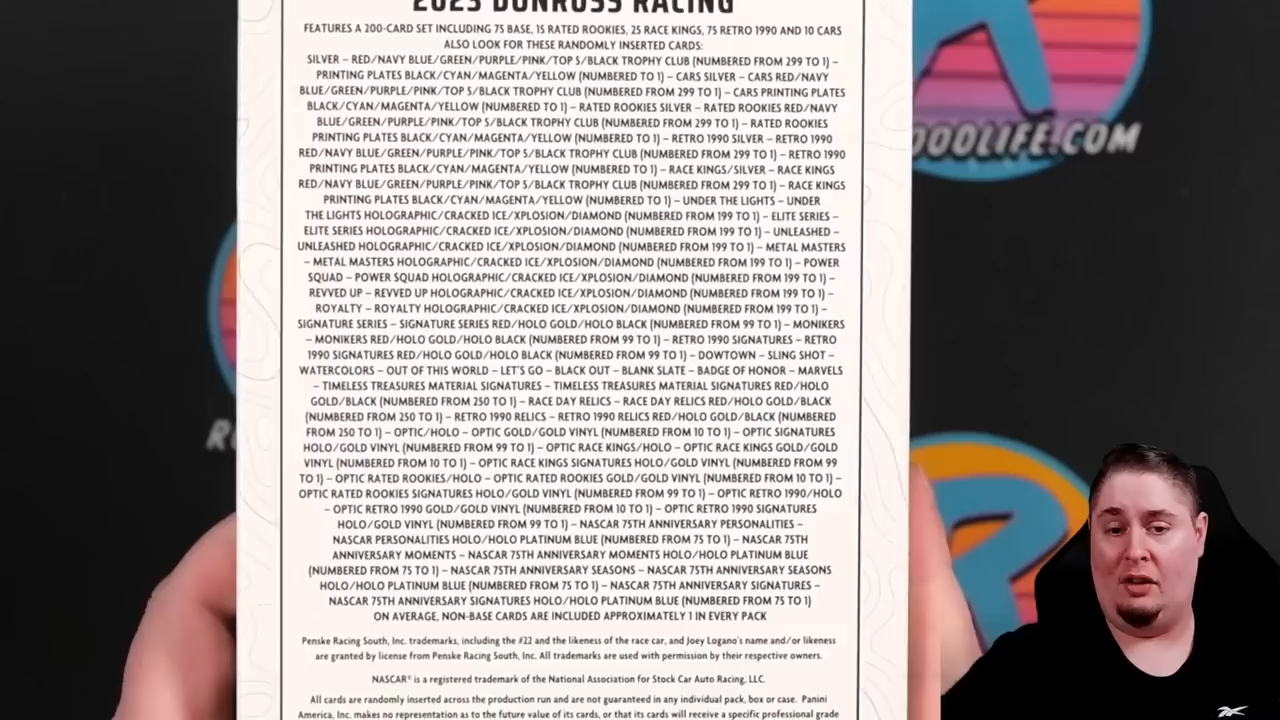 2023 DONRUSS RACING
FEATURES A 200-CARD SET INCLUDING 75 BASE, 15 RATED ROOKIES, 25 RACE KINGS, 75 RETRO 1990 AND 10 CARS
ALSO LOOK FOR THESE RANDOMLY INSERTED CARDS:
SILVER – RED/NAVY BLUE/GREEN/PURPLE/PINK/TOP 5/BLACK TROPHY CLUB (NUMBERED FROM 299 TO 1) –
PRINTING PLATES BLACK/CYAN/MAGENTA/YELLOW (NUMBERED TO 1) – CARS SILVER – CARS RED/NAVY
BLUE/GREEN/PURPLE/PINK/TOP 5/BLACK TROPHY CLUB (NUMBERED FROM 299 TO 1) – CARS PRINTING PLATES
BLACK/CYAN/MAGENTA/YELLOW (NUMBERED TO 1) – RATED ROOKIES SILVER – RATED ROOKIES RED/NAVY
BLUE/GREEN/PURPLE/PINK/TOP 5/BLACK TROPHY CLUB (NUMBERED FROM 299 TO 1) – RATED ROOKIES
PRINTING PLATES BLACK/CYAN/MAGENTA/YELLOW (NUMBERED TO 1) – RETRO 1990 SILVER – RETRO 1990
RED/NAVY BLUE/GREEN/PURPLE/PINK/TOP 5/BLACK TROPHY CLUB (NUMBERED FROM 299 TO 1) – RETRO 1990
PRINTING PLATES BLACK/CYAN/MAGENTA/YELLOW (NUMBERED TO 1) – RACE KINGS/SILVER – RACE KINGS
RED/NAVY BLUE/GREEN/PURPLE/PINK/TOP 5/BLACK TROPHY CLUB (NUMBERED FROM 299 TO 1) – RACE KINGS
PRINTING PLATES BLACK/CYAN/MAGENTA/YELLOW (NUMBERED TO 1) – UNDER THE LIGHTS – UNDER
THE LIGHTS HOLOGRAPHIC/CRACKED ICE/XPLOSION/DIAMOND (NUMBERED FROM 199 TO 1) – ELITE SERIES –
ELITE SERIES HOLOGRAPHIC/CRACKED ICE/XPLOSION/DIAMOND (NUMBERED FROM 199 TO 1) – UNLEASHED –
UNLEASHED HOLOGRAPHIC/CRACKED ICE/XPLOSION/DIAMOND (NUMBERED FROM 199 TO 1) – METAL MASTERS
– METAL MASTERS HOLOGRAPHIC/CRACKED ICE/XPLOSION/DIAMOND (NUMBERED FROM 199 TO 1) – POWER
SQUAD – POWER SQUAD HOLOGRAPHIC/CRACKED ICE/XPLOSION/DIAMOND (NUMBERED FROM 199 TO 1) –
REVVED UP – REVVED UP HOLOGRAPHIC/CRACKED ICE/XPLOSION/DIAMOND (NUMBERED FROM 199 TO 1) –
ROYALTY – ROYALTY HOLOGRAPHIC/CRACKED ICE/XPLOSION/DIAMOND (NUMBERED FROM 199 TO 1) –
SIGNATURE SERIES – SIGNATURE SERIES RED/HOLO GOLD/HOLO BLACK (NUMBERED FROM 99 TO 1) – MONIKERS
– MONIKERS RED/HOLO GOLD/HOLO BLACK (NUMBERED FROM 99 TO 1) – RETRO 1990 SIGNATURES – RETRO
1990 SIGNATURES RED/HOLO GOLD/HOLO BLACK (NUMBERED FROM 99 TO 1) – DOWTOWN – SLING SHOT –
WATERCOLORS – OUT OF THIS WORLD – LET'S GO – BLACK OUT – BLANK SLATE – BADGE OF HONOR – MARVELS
– TIMELESS TREASURES MATERIAL SIGNATURES – TIMELESS TREASURES MATERIAL SIGNATURES RED/HOLO
GOLD/BLACK (NUMBERED FROM 250 TO 1) – RACE DAY RELICS – RACE DAY RELICS RED/HOLO GOLD/BLACK
(NUMBERED FROM 250 TO 1) – RETRO 1990 RELICS – RETRO 1990 RELICS RED/HOLO GOLD/BLACK (NUMBERED
FROM 250 TO 1) – OPTIC/HOLO – OPTIC GOLD/GOLD VINYL (NUMBERED FROM 10 TO 1) – OPTIC SIGNATURES
HOLO/GOLD VINYL (NUMBERED FROM 99 TO 1) – OPTIC RACE KINGS/HOLO – OPTIC RACE KINGS GOLD/GOLD
VINYL (NUMBERED FROM 10 TO 1) – OPTIC RACE KINGS SIGNATURES HOLO/GOLD VINYL (NUMBERED FROM 99
TO 1) – OPTIC RATED ROOKIES/HOLO – OPTIC RATED ROOKIES GOLD/GOLD VINYL (NUMBERED FROM 10 TO 1) –
OPTIC RATED ROOKIES SIGNATURES HOLO/GOLD VINYL (NUMBERED FROM 99 TO 1) – OPTIC RETRO 1990/HOLO
– OPTIC RETRO 1990 GOLD/GOLD VINYL (NUMBERED FROM 10 TO 1) – OPTIC RETRO 1990 SIGNATURES
HOLO/GOLD VINYL (NUMBERED FROM 99 TO 1) – NASCAR 75TH ANNIVERSARY PERSONALITIES –
NASCAR PERSONALITIES HOLO/HOLO PLATINUM BLUE (NUMBERED FROM 75 TO 1) – NASCAR 75TH
ANNIVERSARY MOMENTS – NASCAR 75TH ANNIVERSARY MOMENTS HOLO/HOLO PLATINUM BLUE
(NUMBERED FROM 75 TO 1) – NASCAR 75TH ANNIVERSARY SEASONS – NASCAR 75TH ANNIVERSARY SEASONS
HOLO/HOLO PLATINUM BLUE (NUMBERED FROM 75 TO 1) – NASCAR 75TH ANNIVERSARY SIGNATURES –
NASCAR 75TH ANNIVERSARY SIGNATURES HOLO/HOLO PLATINUM BLUE (NUMBERED FROM 75 TO 1)
ON AVERAGE, NON-BASE CARDS ARE INCLUDED APPROXIMATELY 1 IN EVERY PACK
Penske Racing South, Inc. trademarks, including the #22 and the likeness of the race car, and Joey Logano's name and/or likeness
are granted by license from Penske Racing South, Inc. All trademarks are used with permission by their respective owners.
NASCAR® is a registered trademark of the National Association for Stock Car Auto Racing, LLC.
All cards are randomly inserted across the production run and are not guaranteed in any individual pack, box or case. Panini
America, Inc. makes no representation as to the future value of its cards, or that its cards will receive a specific professional grade
OODLIFE.COM